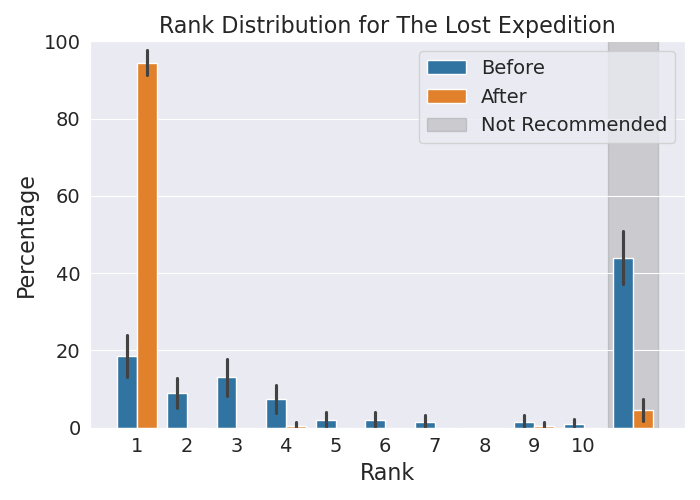 Rank Distribution for The Lost Expedition
100
80
60
40
20
0
Percentage
Before
After
Not Recommended
1 2 3 4 5 6 7 8 9 10
Rank